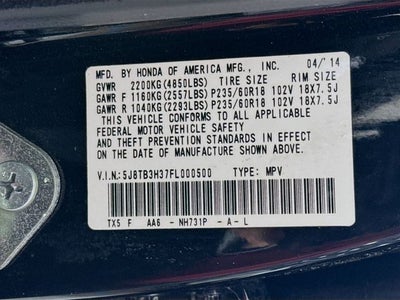 MFD. BY HONDA OF AMERICA MFG., INC. 04/'14
GVWR 2200KG(4850LBS) TIRE SIZE RIM SIZE
GAWR F 1160KG(2557LBS) P235/60R18 102V 18X7.5J
GAWR R 1040KG(2293LBS) P235/60R18 102V 18X7.5J
THIS VEHICLE CONFORMS TO ALL APPLICABLE
FEDERAL MOTOR VEHICLE SAFETY
AND THEFT PREVENTION STANDARDS IN EFFECT
ON THE DATE OF MANUFACTURE SHOWN ABOVE.
V.I.N:5J8TB3H37FL000500 TYPE: MPV
TX5 F AA6 - NH731P - A - L